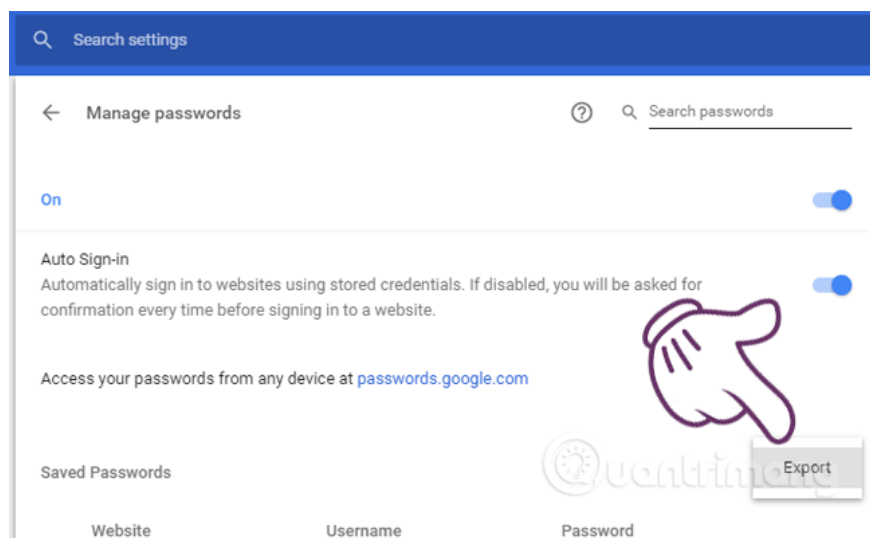 Search settings
Manage passwords
Search passwords
On
Auto Sign-in
Automatically sign in to websites using stored credentials. If disabled, you will be asked for
confirmation every time before signing in to a website.
Access your passwords from any device at passwords.google.com
Saved Passwords
Quantrimang
Export
Website Username Password